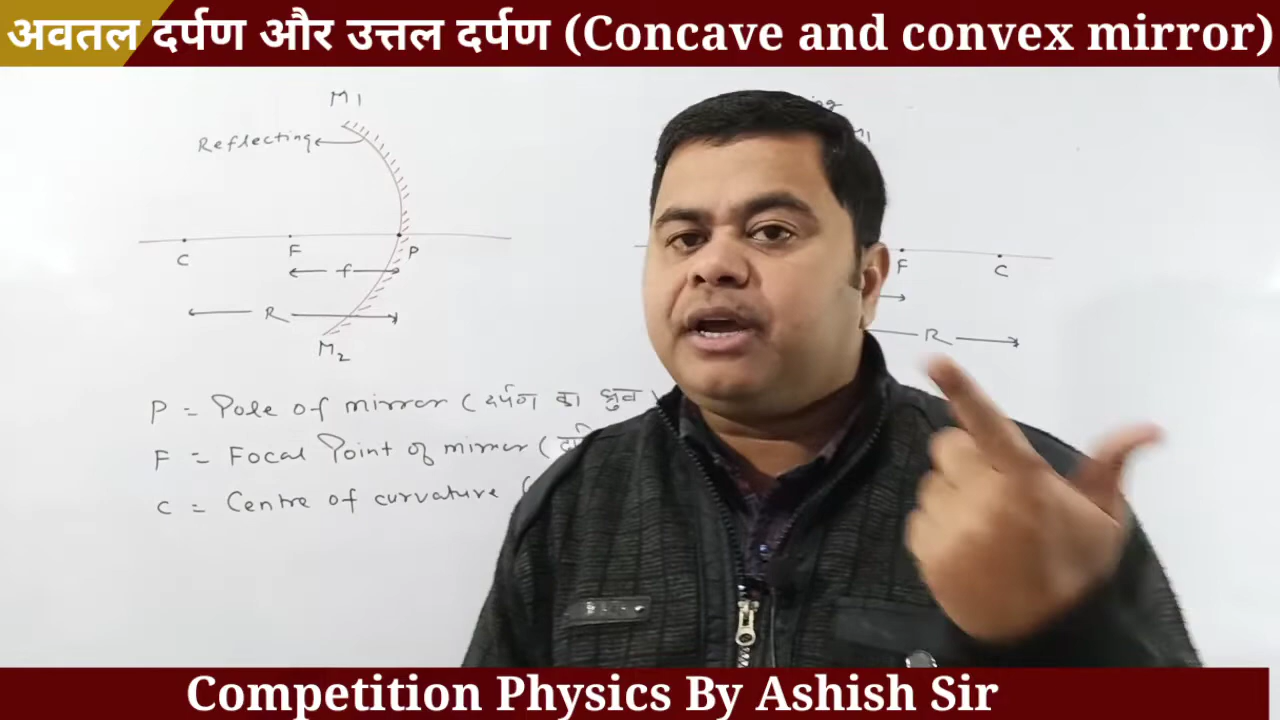 अवतल दर्पण और उत्तल दर्पण (Concave and convex mirror)
M1
Reflecting
C F P
f
R
M2
M1
F C
R
P = Pole of mirror (दर्पण का ध्रुव)
F = Focal Point of mirror (
C = Centre of curvature (
Competition Physics By Ashish Sir